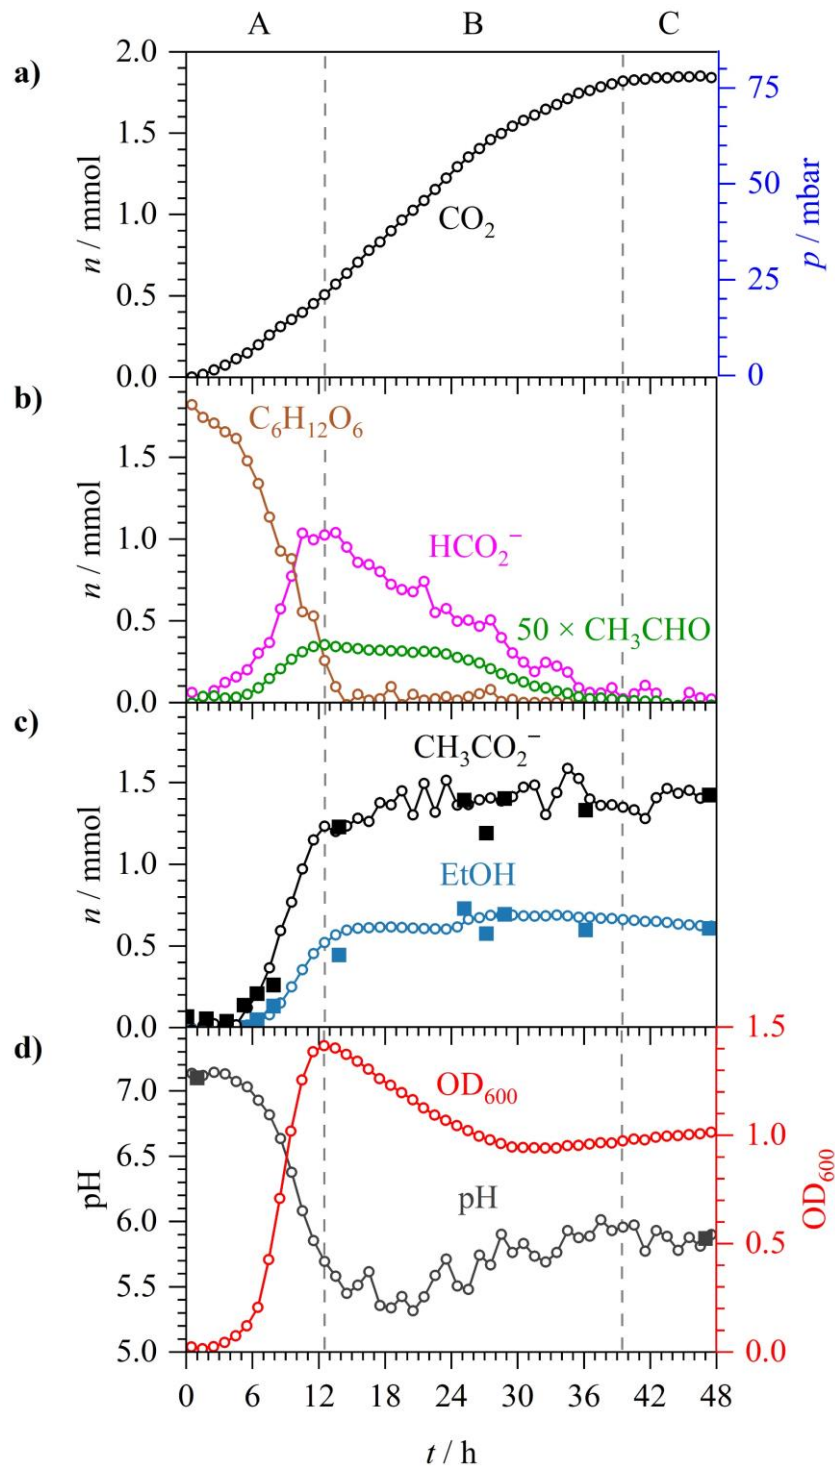 A B C
a)
2.0
1.5
1.0
0.5
0.0
n / mmol
CO₂
75
50
25
0
p / mbar
b)
1.5
1.0
0.5
0.0
n / mmol
C₆H₁₂O₆
HCO₂⁻
50 × CH₃CHO
c)
1.5
1.0
0.5
0.0
n / mmol
CH₃CO₂⁻
EtOH
d)
7.0
6.5
6.0
5.5
5.0
pH
OD₆₀₀
pH
1.5
1.0
0.5
0.0
OD₆₀₀
0 6 12 18 24 30 36 42 48
t / h